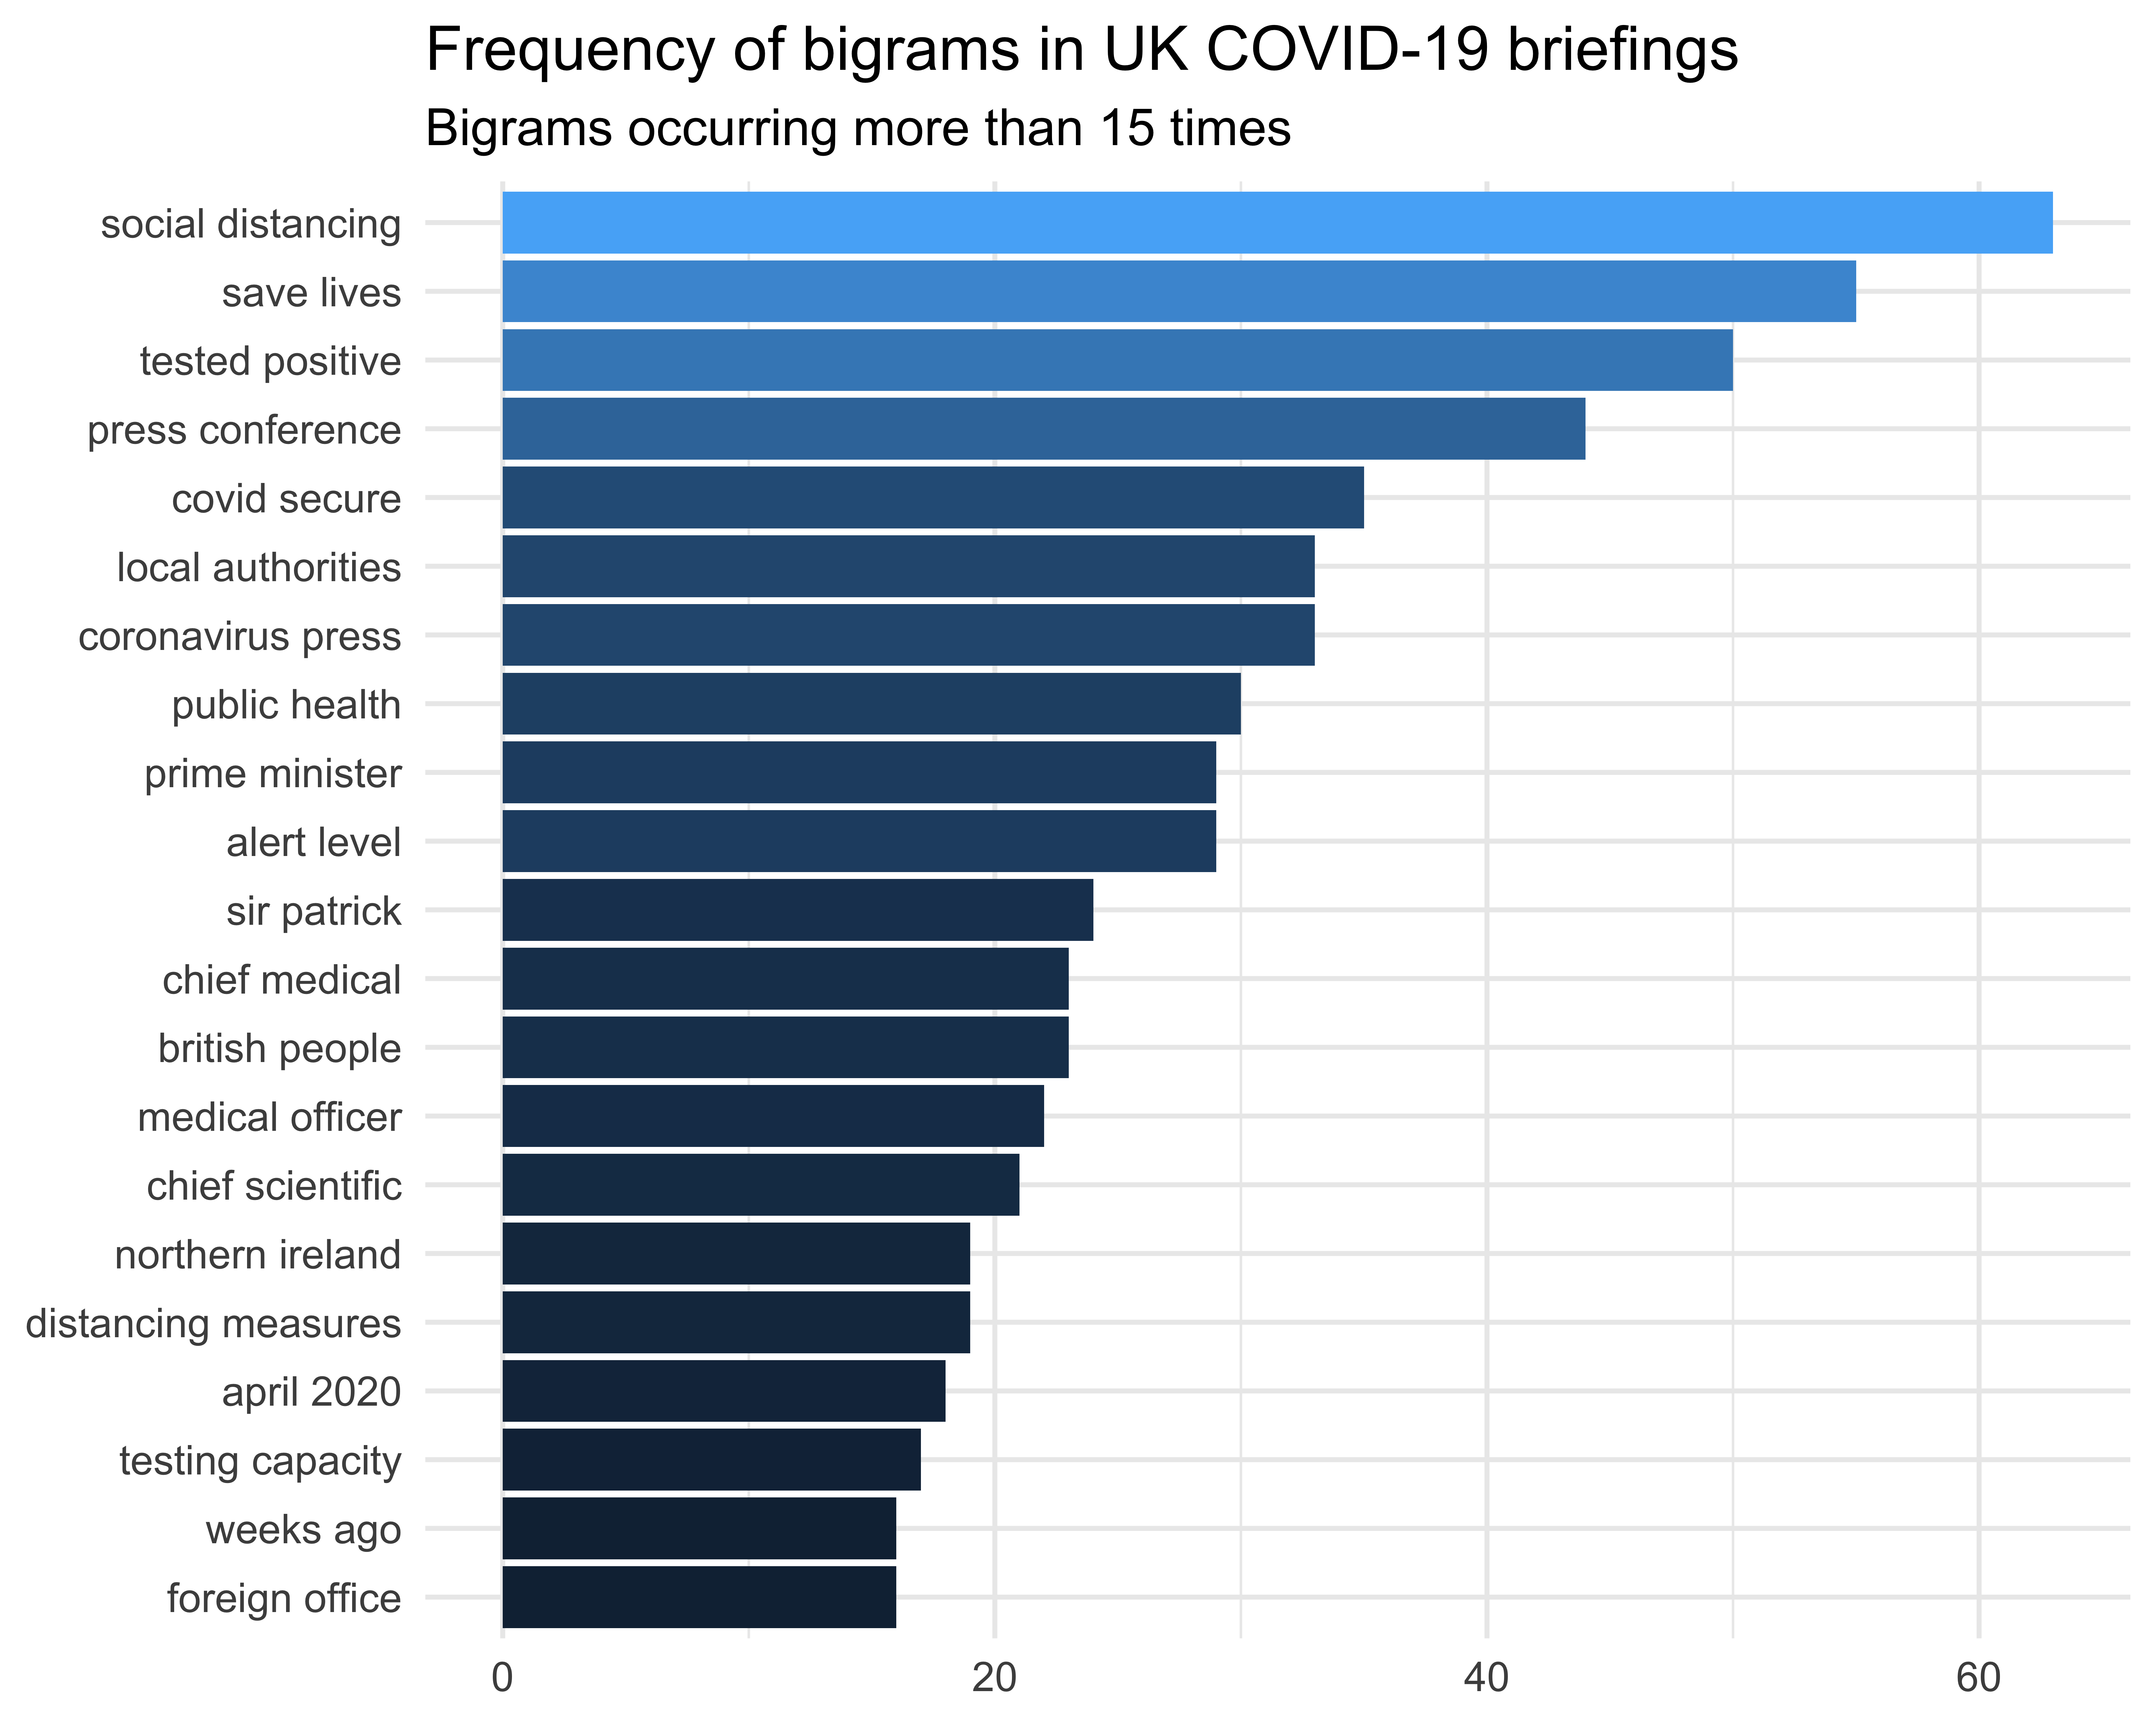 Frequency of bigrams in UK COVID-19 briefings
Bigrams occurring more than 15 times
social distancing
save lives
tested positive
press conference
covid secure
local authorities
coronavirus press
public health
prime minister
alert level
sir patrick
chief medical
british people
medical officer
chief scientific
northern ireland
distancing measures
april 2020
testing capacity
weeks ago
foreign office
0 20 40 60